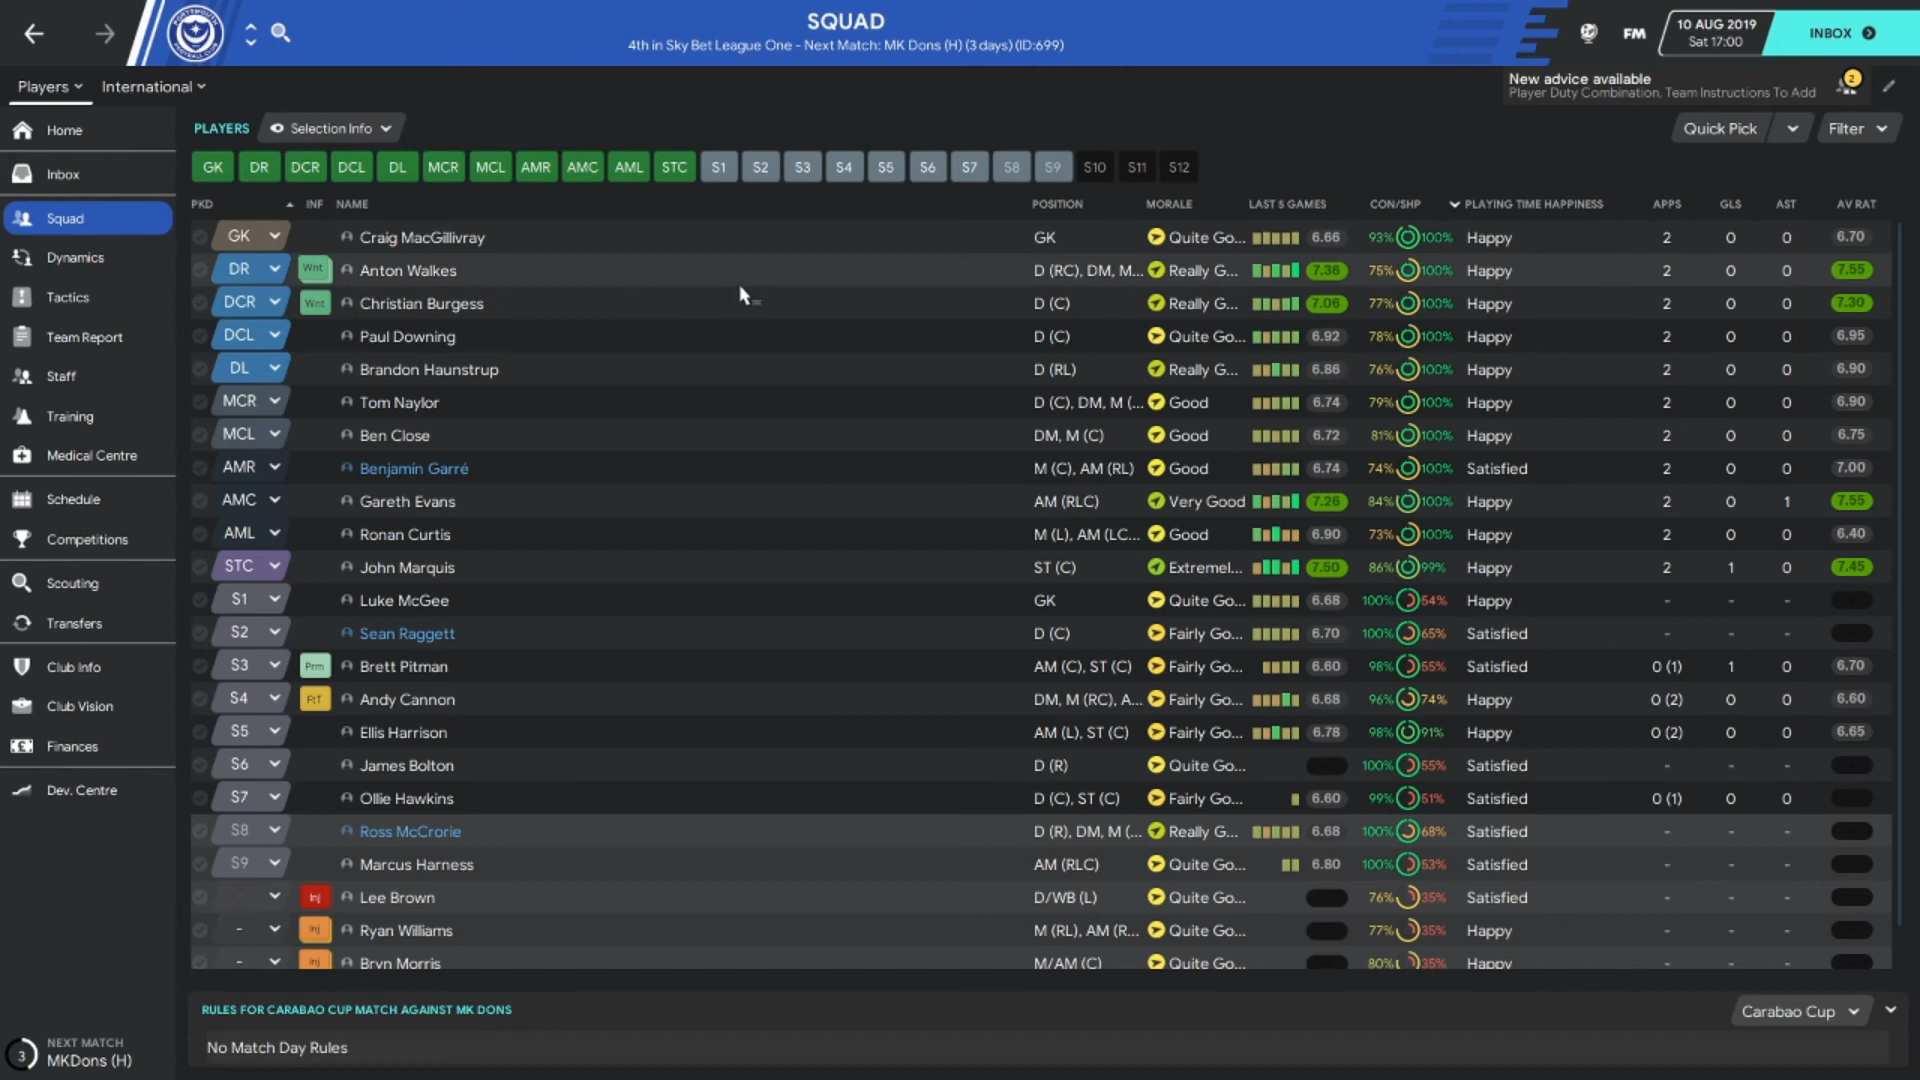 SQUAD
4th in Sky Bet League One - Next Match: MK Dons (H) (3 days) (ID:699)
FM
10 AUG 2019
Sat 17:00
INBOX
Players
International
New advice available
Player Duty Combination, Team Instructions To Add
2
Home
Inbox
Squad
Dynamics
Tactics
Team Report
Staff
Training
Medical Centre
Schedule
Competitions
Scouting
Transfers
Club Info
Club Vision
Finances
Dev. Centre
3
NEXT MATCH
MKDons (H)
PLAYERS Selection Info Quick Pick Filter
GK DR DCR DCL DL MCR MCL AMR AMC AML STC S1 S2 S3 S4 S5 S6 S7 S8 S9 S10 S11 S12
PKD INF NAME POSITION MORALE LAST 5 GAMES CON/SHP PLAYING TIME HAPPINESS APPS GLS AST AV RAT
GK Craig MacGillivray GK Quite Go... 6.66 93% 100% Happy 2 0 0 6.70
DR Wnt Anton Walkes D (RC), DM, M... Really G... 7.36 75% 100% Happy 2 0 0 7.55
DCR Wnt Christian Burgess D (C) Really G... 7.06 77% 100% Happy 2 0 0 7.30
DCL Paul Downing D (C) Quite Go... 6.92 78% 100% Happy 2 0 0 6.95
DL Brandon Haunstrup D (RL) Really G... 6.86 76% 100% Happy 2 0 0 6.90
MCR Tom Naylor D (C), DM, M (... Good 6.74 79% 100% Happy 2 0 0 6.90
MCL Ben Close DM, M (C) Good 6.72 81% 100% Happy 2 0 0 6.75
AMR Benjamín Garré M (C), AM (RL) Good 6.74 74% 100% Satisfied 2 0 0 7.00
AMC Gareth Evans AM (RLC) Very Good 7.26 84% 100% Happy 2 0 1 7.55
AML Ronan Curtis M (L), AM (LC... Good 6.90 73% 100% Happy 2 0 0 6.40
STC John Marquis ST (C) Extremel... 7.50 86% 99% Happy 2 1 0 7.45
S1 Luke McGee GK Quite Go... 6.68 100% 54% Happy - - -
S2 Sean Raggett D (C) Fairly Go... 6.70 100% 65% Satisfied - - -
S3 Prm Brett Pitman AM (C), ST (C) Fairly Go... 6.60 98% 55% Satisfied 0 (1) 1 0 6.70
S4 FtT Andy Cannon DM, M (RC), A... Fairly Go... 6.68 96% 74% Happy 0 (2) 0 0 6.60
S5 Ellis Harrison AM (L), ST (C) Fairly Go... 6.78 98% 91% Happy 0 (2) 0 0 6.65
S6 James Bolton D (R) Quite Go... 100% 55% Satisfied - - -
S7 Ollie Hawkins D (C), ST (C) Fairly Go... 6.60 99% 51% Satisfied 0 (1) 0 0
S8 Ross McCrorie D (R), DM, M (... Really G... 6.68 100% 68% Satisfied - - -
S9 Marcus Harness AM (RLC) Quite Go... 6.80 100% 53% Satisfied - - -
- Inj Lee Brown D/WB (L) Quite Go... 76% 35% Satisfied - - -
- Inj Ryan Williams M (RL), AM (R... Quite Go... 77% 35% Happy - - -
- Inj Bryn Morris M/AM (C) Quite Go... 80% 35% Happy - - -
RULES FOR CARABAO CUP MATCH AGAINST MK DONS Carabao Cup
No Match Day Rules